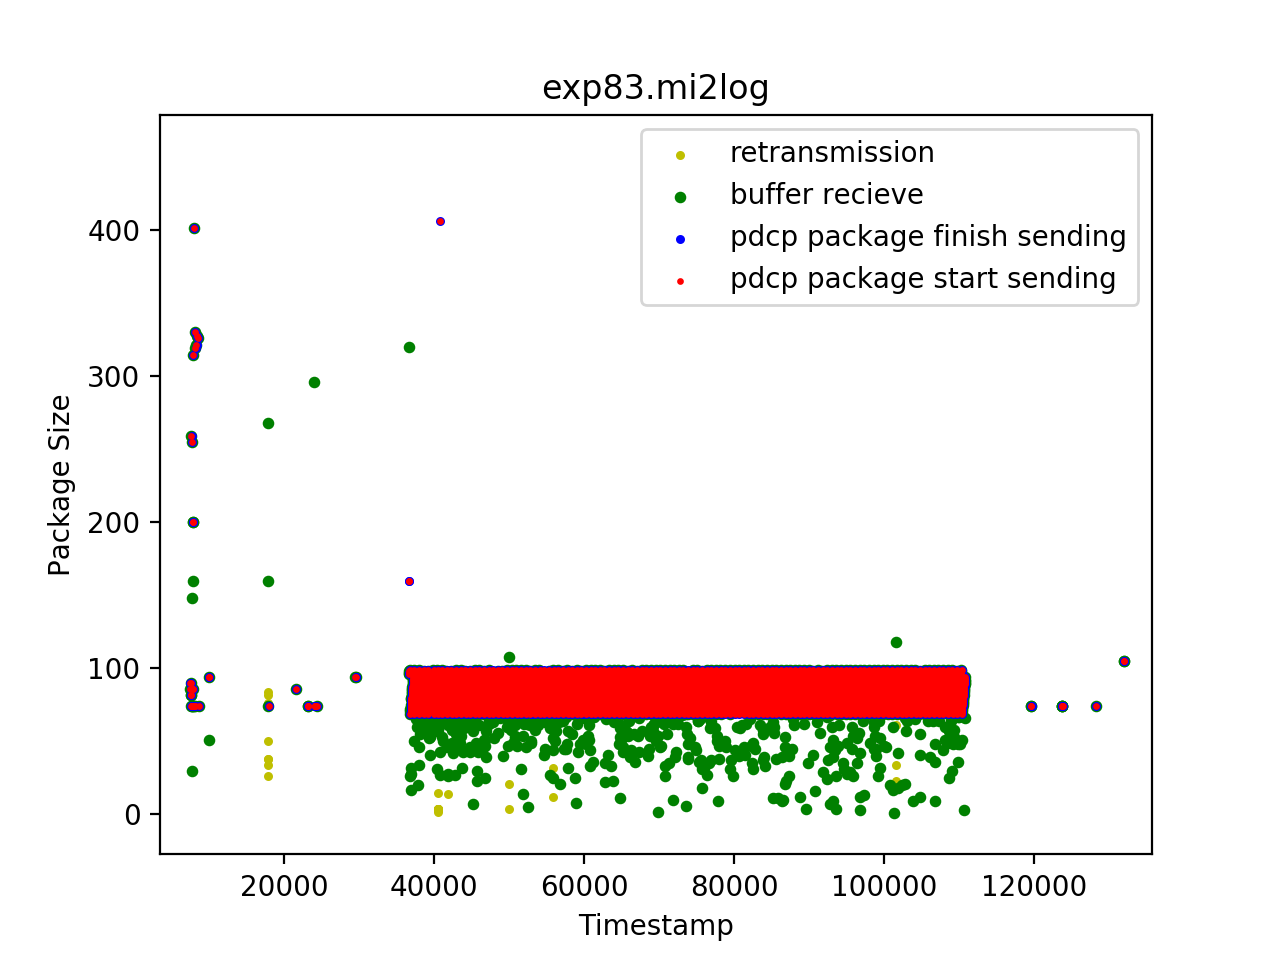 exp83.mi2log
retransmission
buffer recieve
pdcp package finish sending
pdcp package start sending
Package Size
400
300
200
100
0
20000
40000
60000
80000
100000
120000
Timestamp